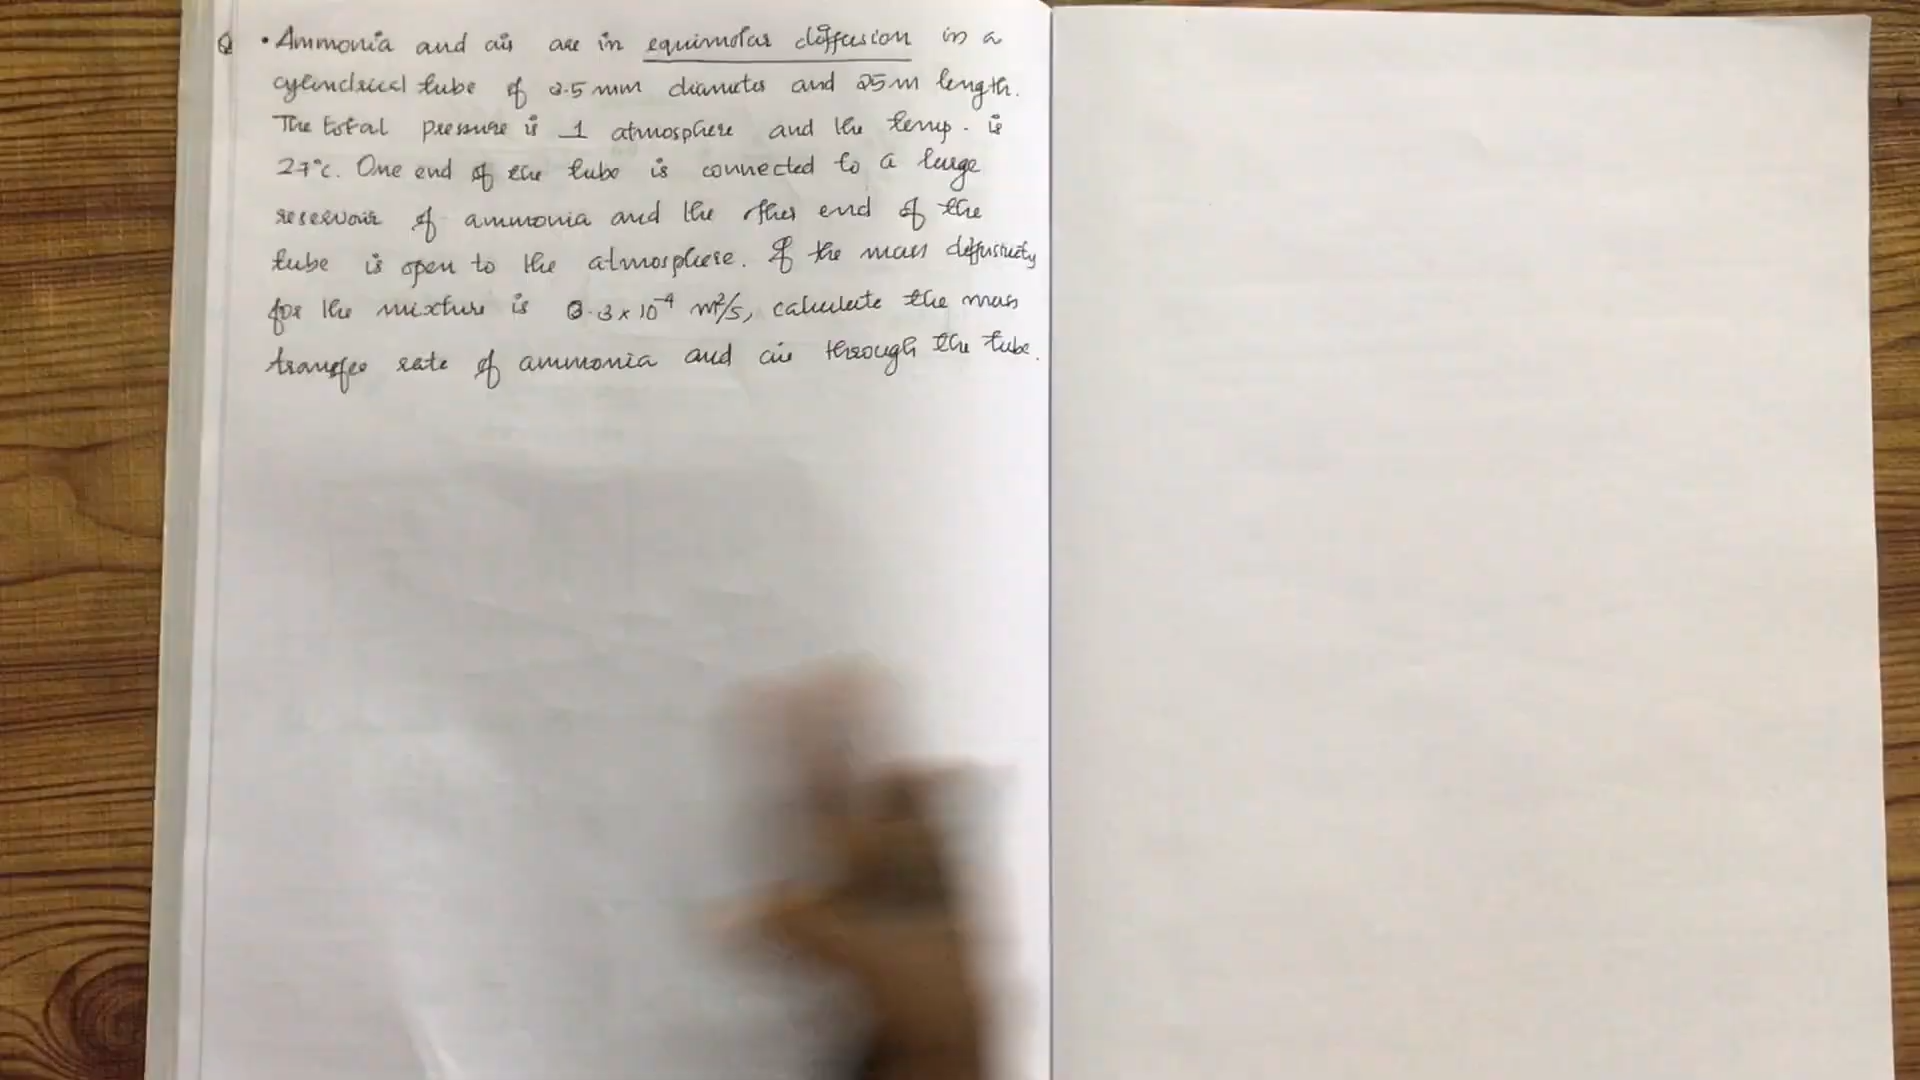 Q • Ammonia and air are in equimolar diffusion in a
cylindrical tube of 2.5 mm diameter and 25 m length.
The total pressure is 1 atmosphere and the temp. is
27°c. One end of the tube is connected to a large
reservoir of ammonia and the other end of the
tube is open to the atmosphere. If the mass diffusivity
for the mixture is 0.3 x 10⁻⁴ m²/s, calculate the mass
transfer rate of ammonia and air through the tube.